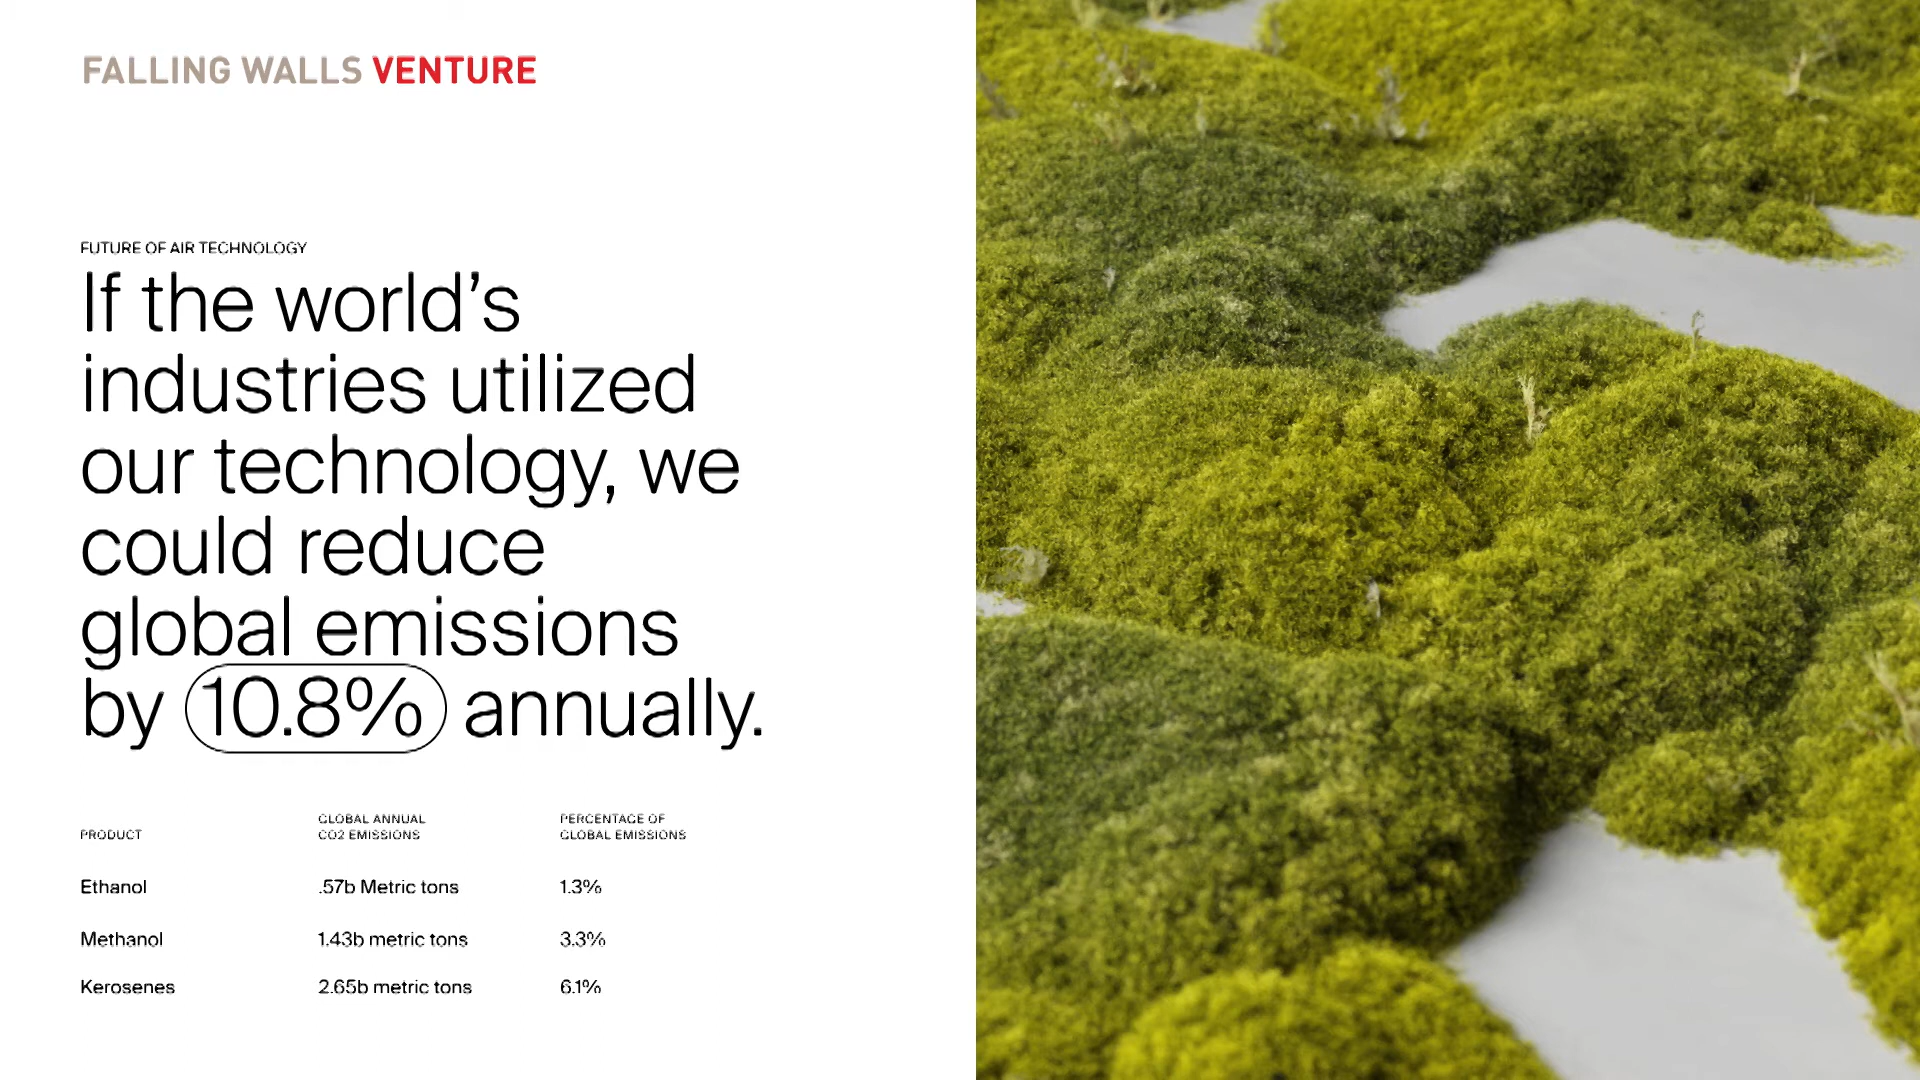 FALLING WALLS VENTURE
FUTURE OF AIR TECHNOLOGY
If the world’s
industries utilized
our technology, we
could reduce
global emissions
by 10.8% annually.
PRODUCT
GLOBAL ANNUAL
CO2 EMISSIONS
PERCENTAGE OF
GLOBAL EMISSIONS
Ethanol .57b Metric tons 1.3%
Methanol 1.43b metric tons 3.3%
Kerosenes 2.65b metric tons 6.1%